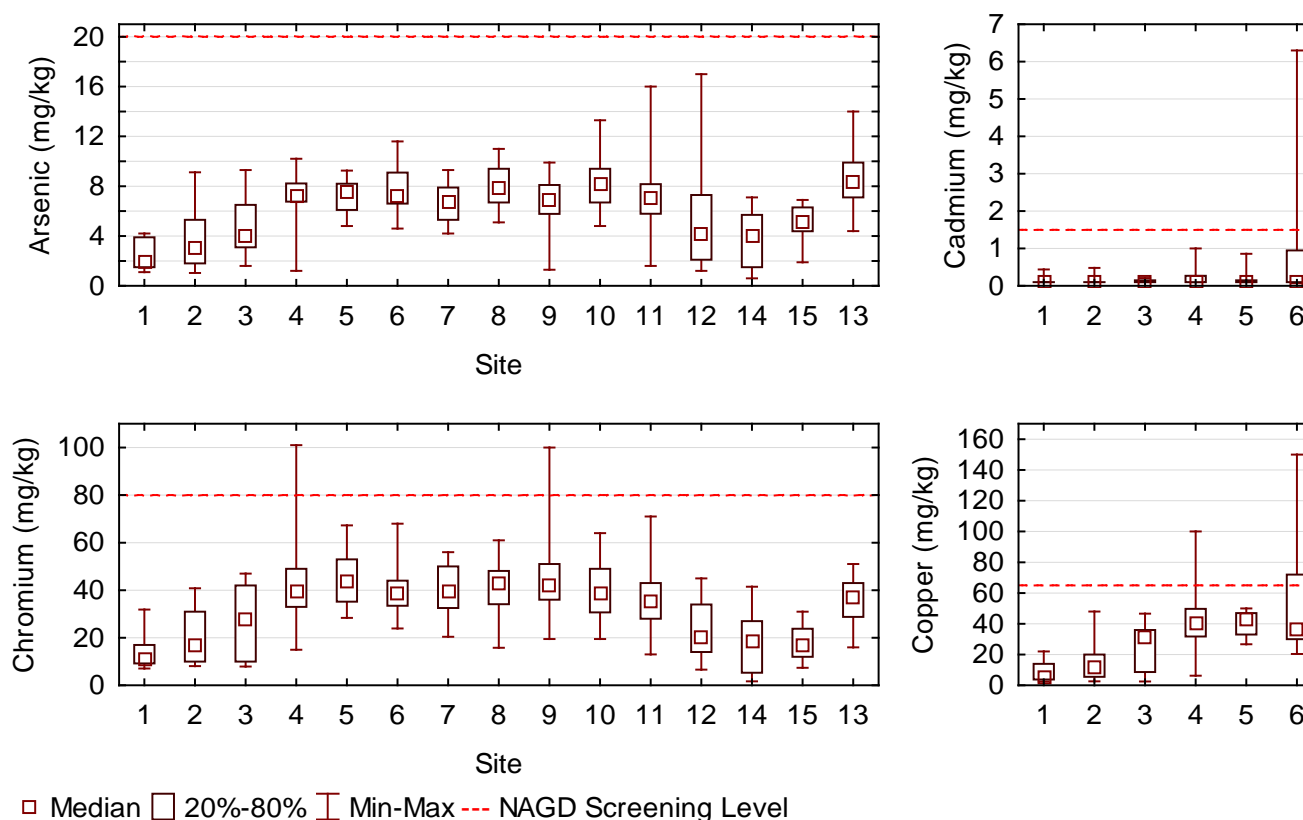 Arsenic (mg/kg)
20
16
12
8
4
0
1 2 3 4 5 6 7 8 9 10 11 12 14 15 13
Site
Cadmium (mg/kg)
7
6
5
4
3
2
1
0
1 2 3 4 5 6
Chromium (mg/kg)
100
80
60
40
20
0
1 2 3 4 5 6 7 8 9 10 11 12 14 15 13
Site
Copper (mg/kg)
160
140
120
100
80
60
40
20
0
1 2 3 4 5 6
Median 20%-80% Min-Max NAGD Screening Level